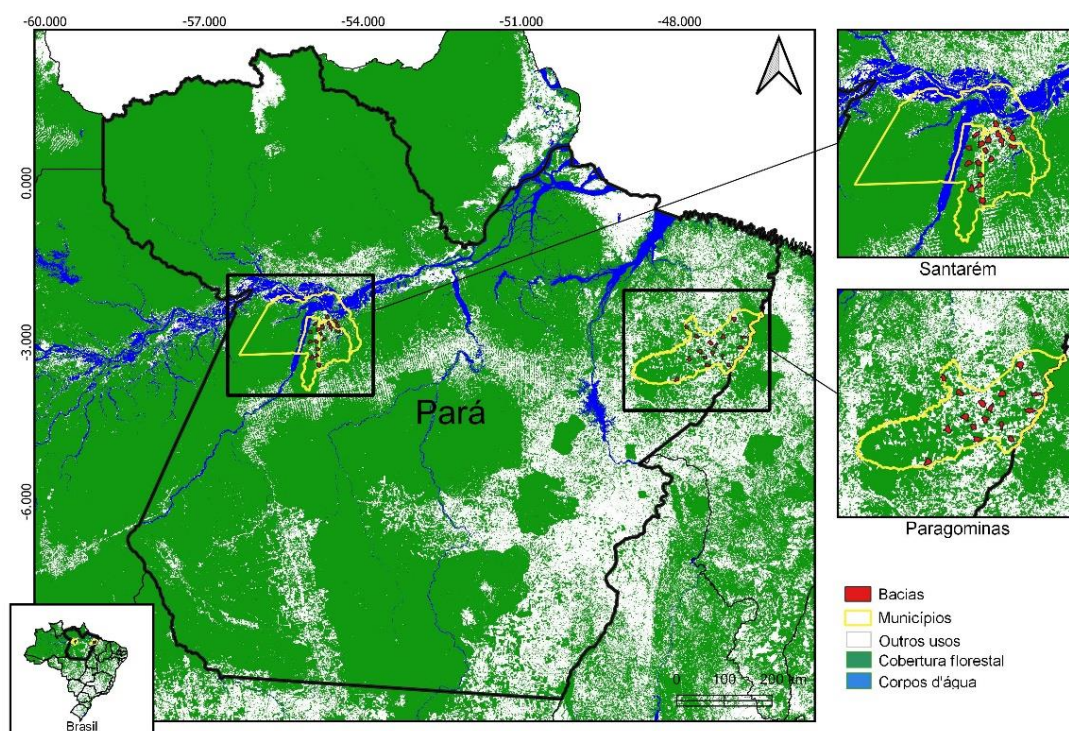 -60.000
-57.000
-54.000
-51.000
-48.000
0.000
-3.000
-6.000
Pará
Santarém
Paragominas
Bacias
Municípios
Outros usos
Cobertura florestal
Corpos d'água
0 100 200 km
Brasil